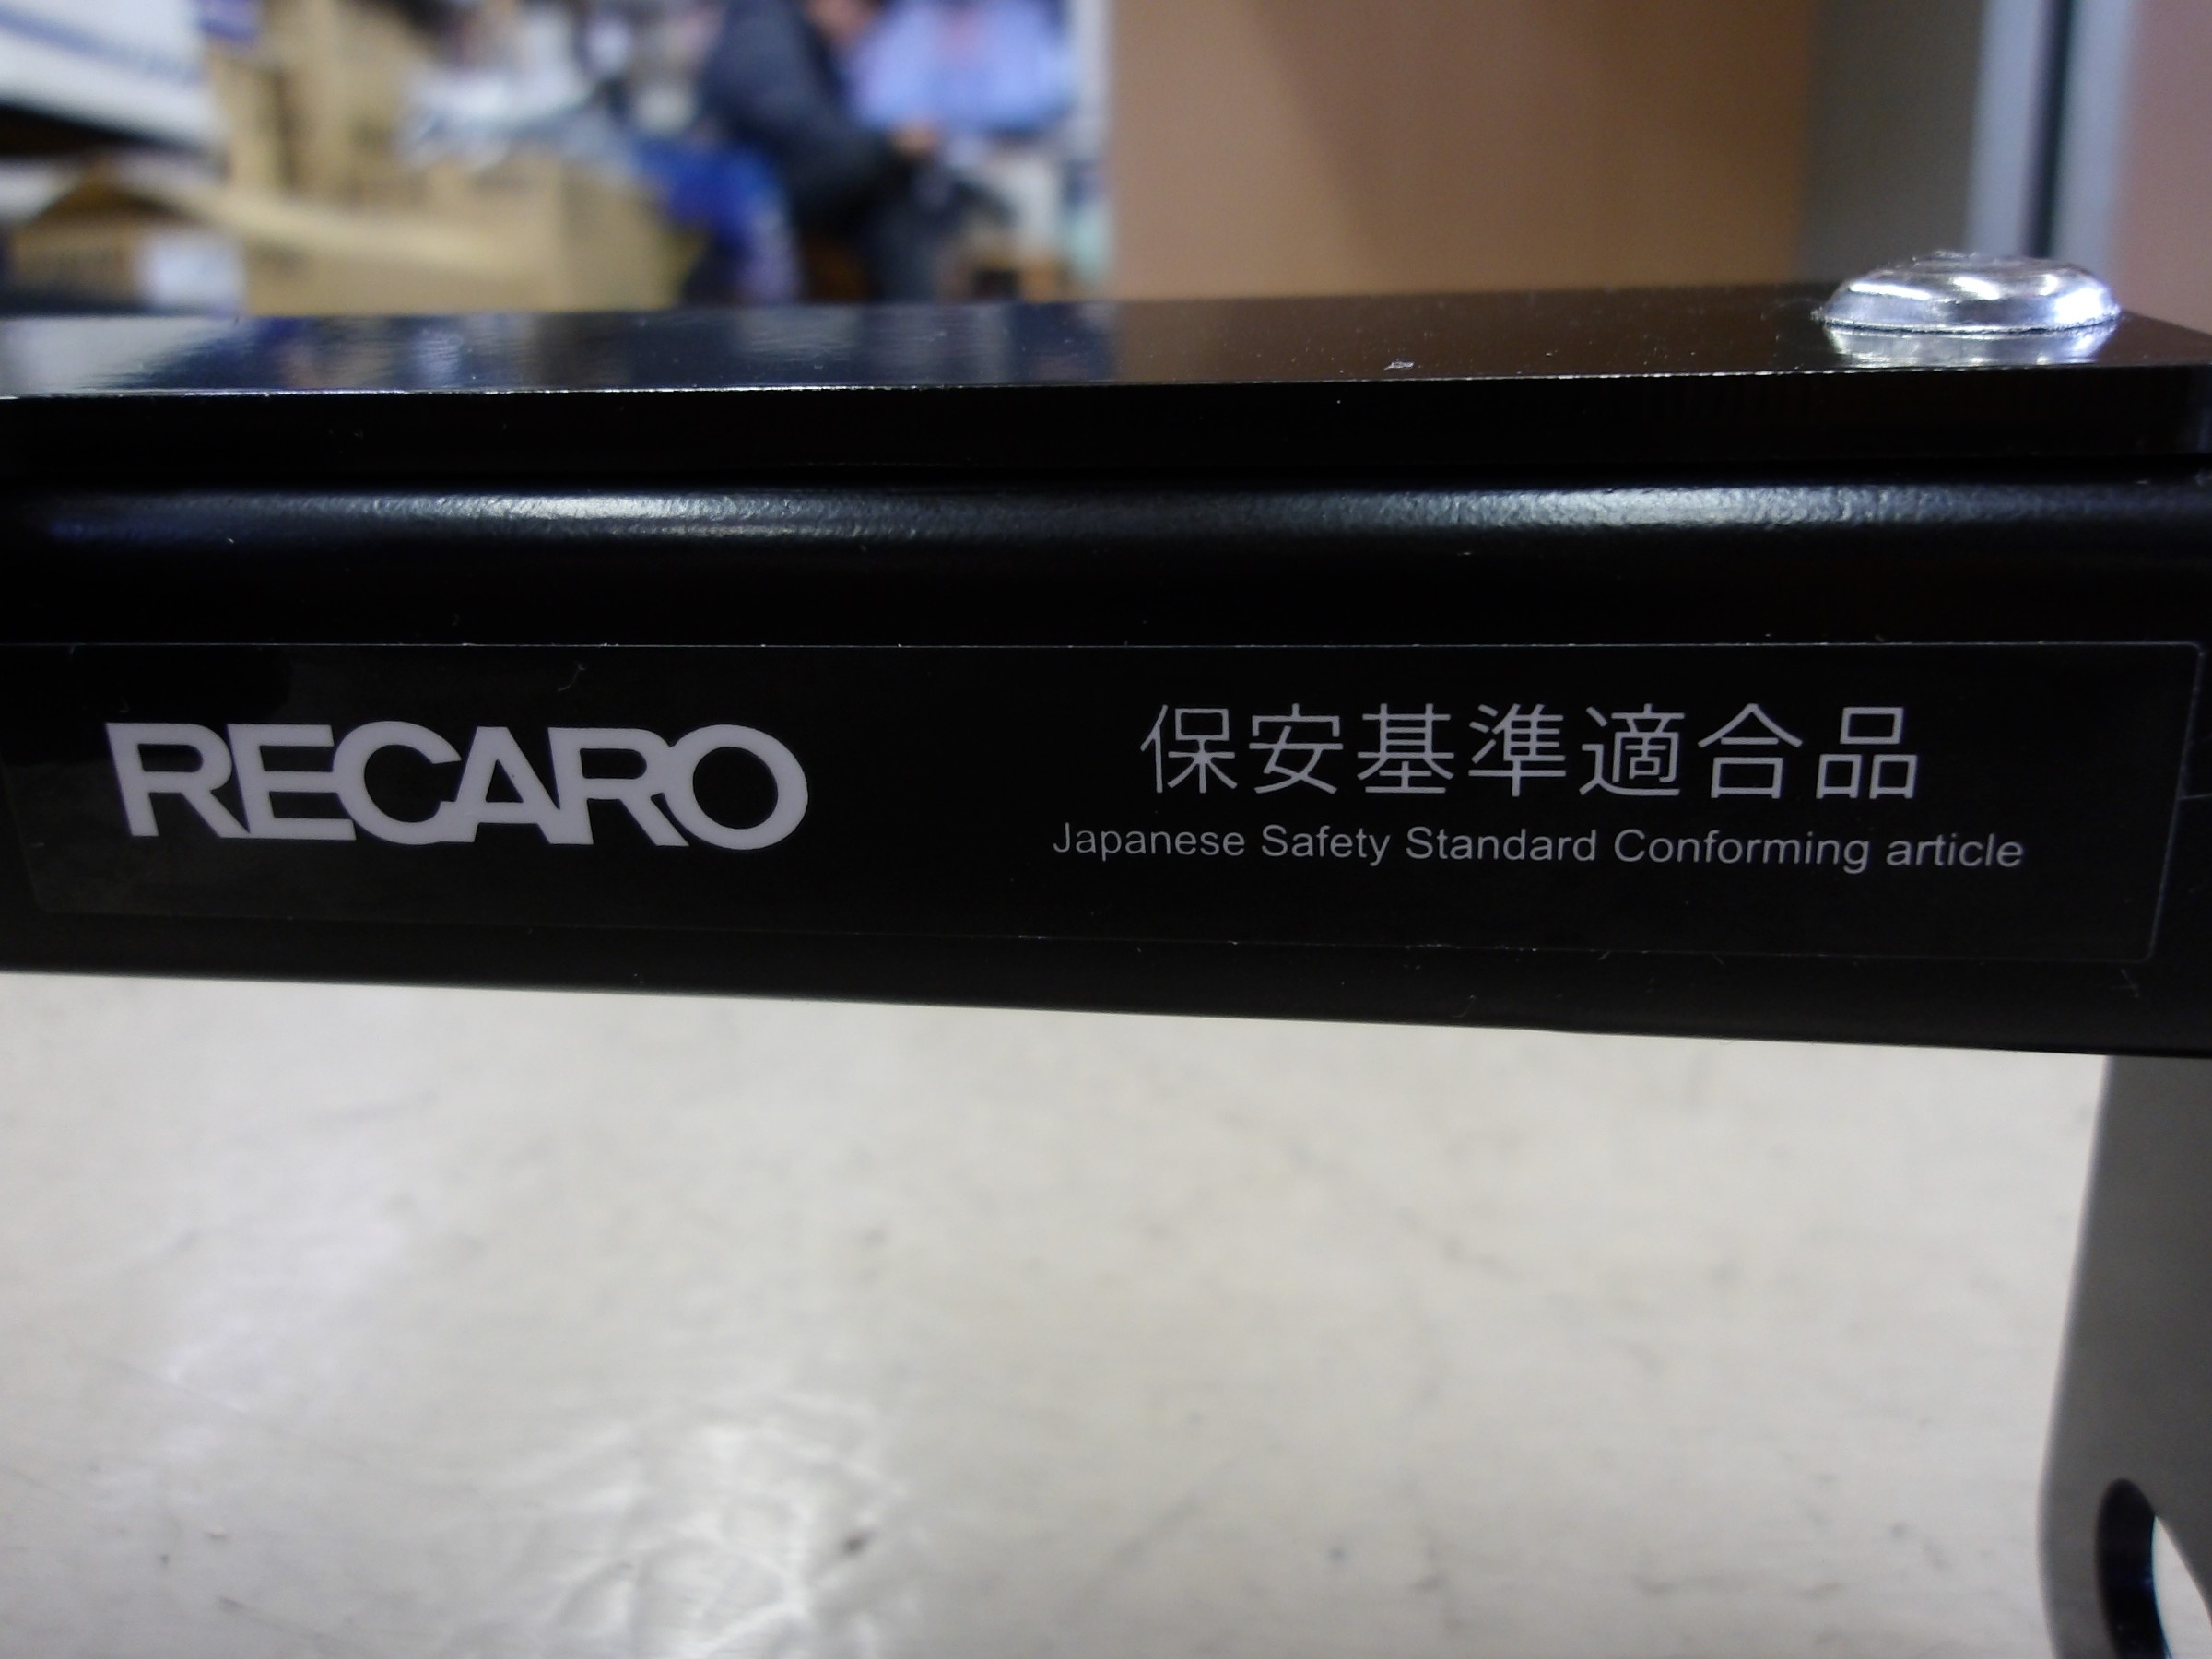 RECARO
保安基準適合品
Japanese Safety Standard Conforming article